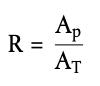 R = A_p / A_T